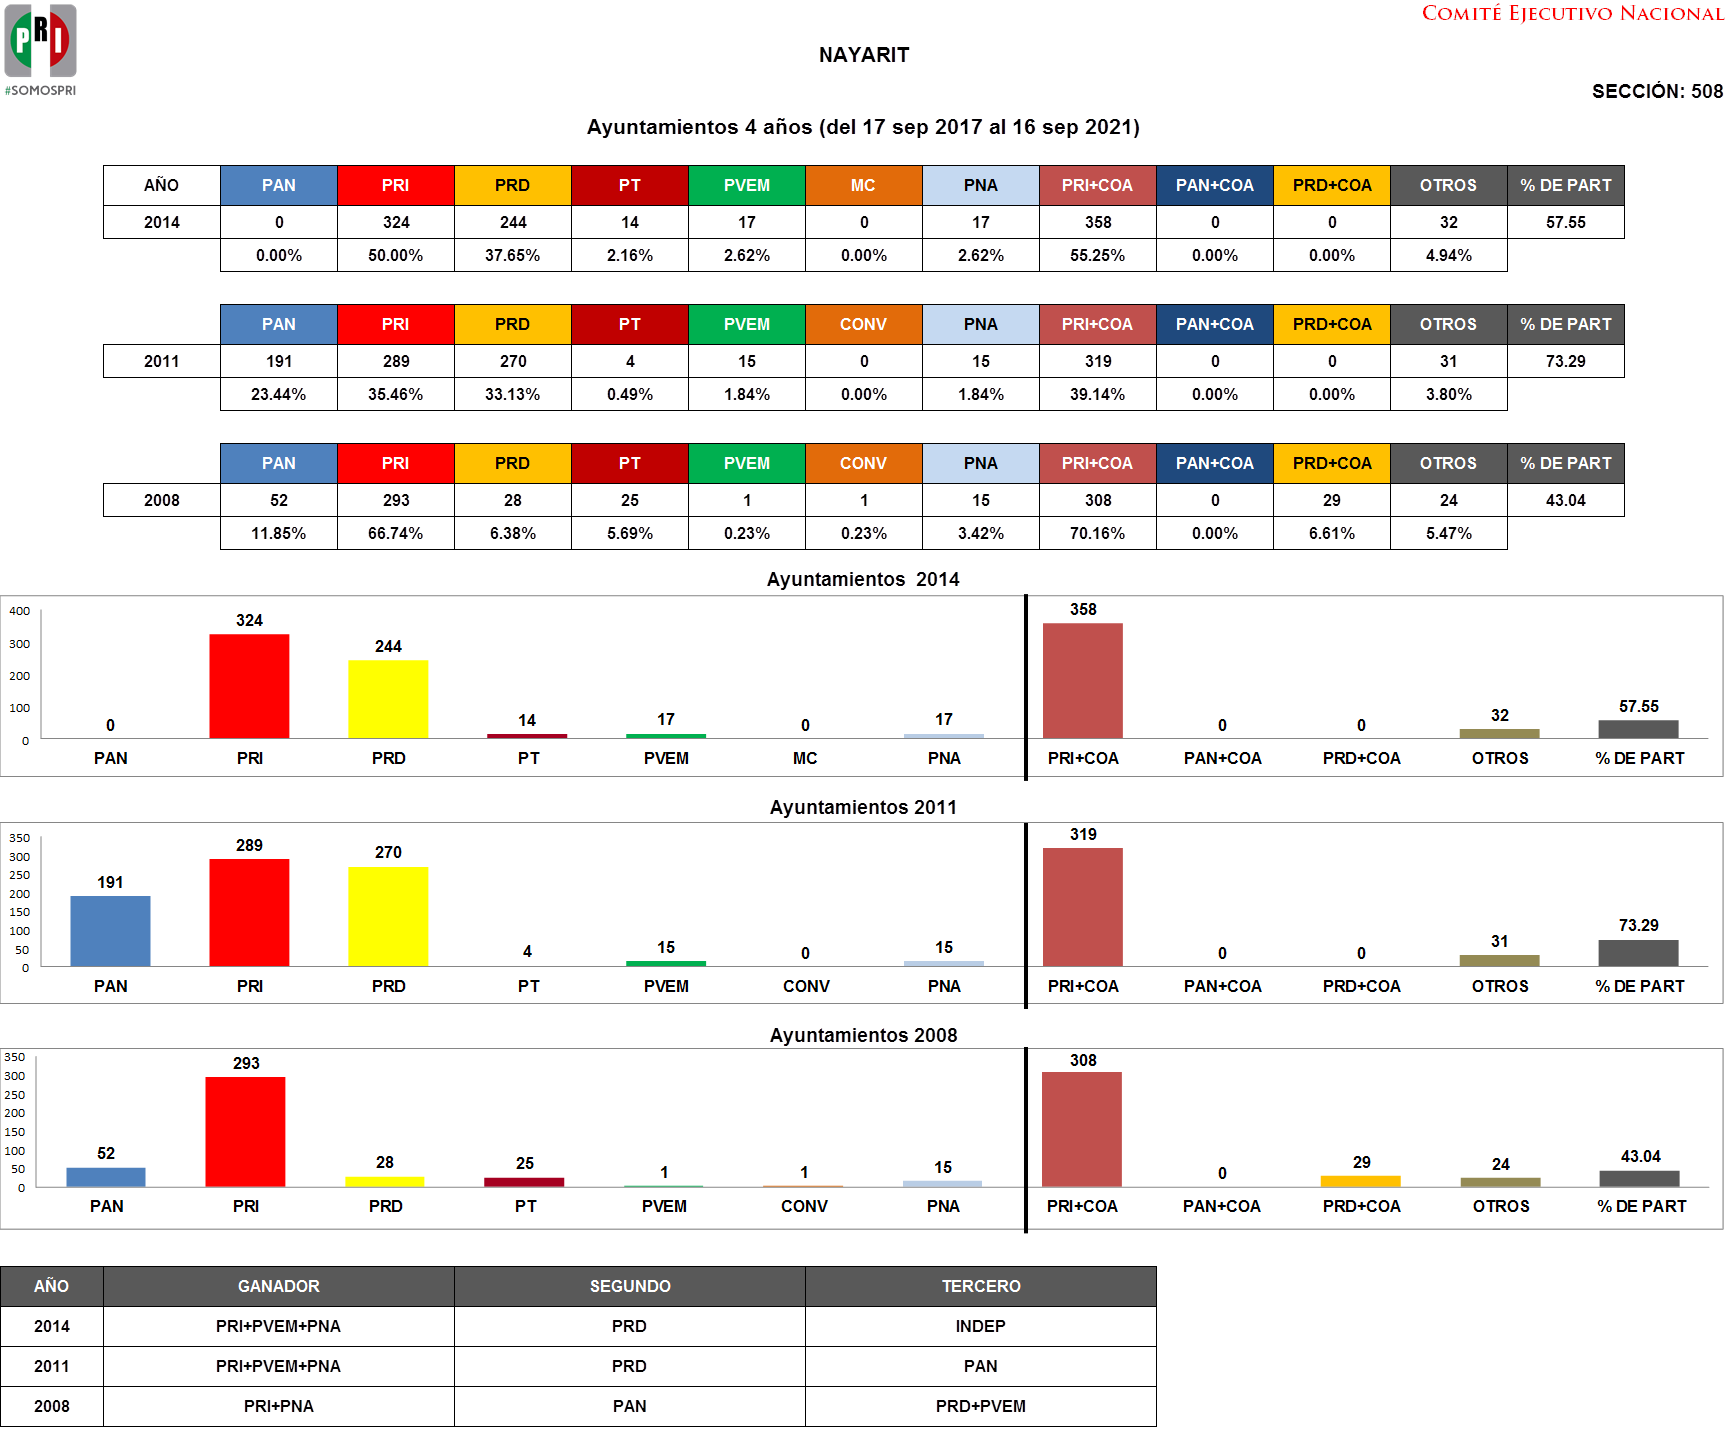 COMITÉ EJECUTIVO NACIONAL
PRI
#SOMOSPRI
NAYARIT
SECCIÓN: 508
Ayuntamientos 4 años (del 17 sep 2017 al 16 sep 2021)
AÑO PAN PRI PRD PT PVEM MC PNA PRI+COA PAN+COA PRD+COA OTROS % DE PART
2014 0 324 244 14 17 0 17 358 0 0 32 57.55
0.00% 50.00% 37.65% 2.16% 2.62% 0.00% 2.62% 55.25% 0.00% 0.00% 4.94%
PAN PRI PRD PT PVEM CONV PNA PRI+COA PAN+COA PRD+COA OTROS % DE PART
2011 191 289 270 4 15 0 15 319 0 0 31 73.29
23.44% 35.46% 33.13% 0.49% 1.84% 0.00% 1.84% 39.14% 0.00% 0.00% 3.80%
PAN PRI PRD PT PVEM CONV PNA PRI+COA PAN+COA PRD+COA OTROS % DE PART
2008 52 293 28 25 1 1 15 308 0 29 24 43.04
11.85% 66.74% 6.38% 5.69% 0.23% 0.23% 3.42% 70.16% 0.00% 6.61% 5.47%
Ayuntamientos 2014
400
300
200
100
0
0 324 244 14 17 0 17 358 0 0 32 57.55
PAN PRI PRD PT PVEM MC PNA PRI+COA PAN+COA PRD+COA OTROS % DE PART
Ayuntamientos 2011
350
300
250
200
150
100
50
0
191 289 270 4 15 0 15 319 0 0 31 73.29
PAN PRI PRD PT PVEM CONV PNA PRI+COA PAN+COA PRD+COA OTROS % DE PART
Ayuntamientos 2008
350
300
250
200
150
100
50
0
52 293 28 25 1 1 15 308 0 29 24 43.04
PAN PRI PRD PT PVEM CONV PNA PRI+COA PAN+COA PRD+COA OTROS % DE PART
AÑO GANADOR SEGUNDO TERCERO
2014 PRI+PVEM+PNA PRD INDEP
2011 PRI+PVEM+PNA PRD PAN
2008 PRI+PNA PAN PRD+PVEM